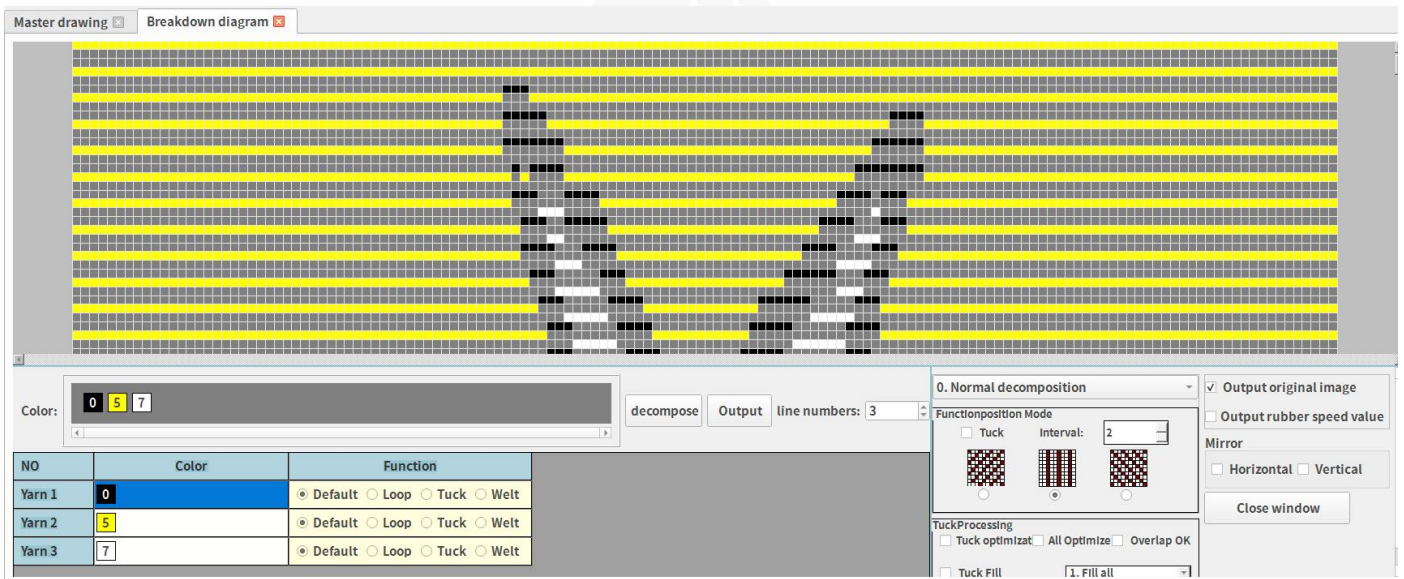 Master drawing Breakdown diagram
Color: 0 5 7 decompose Output line numbers: 3
NO Color Function
Yarn 1 0 Default Loop Tuck Welt
Yarn 2 5 Default Loop Tuck Welt
Yarn 3 7 Default Loop Tuck Welt
0. Normal decomposition
Functionposition Mode
Tuck Interval: 2
TuckProcessing
Tuck optimizat All Optimize Overlap OK
Tuck Fill 1. Fill all
Output original image
Output rubber speed value
Mirror
Horizontal Vertical
Close window